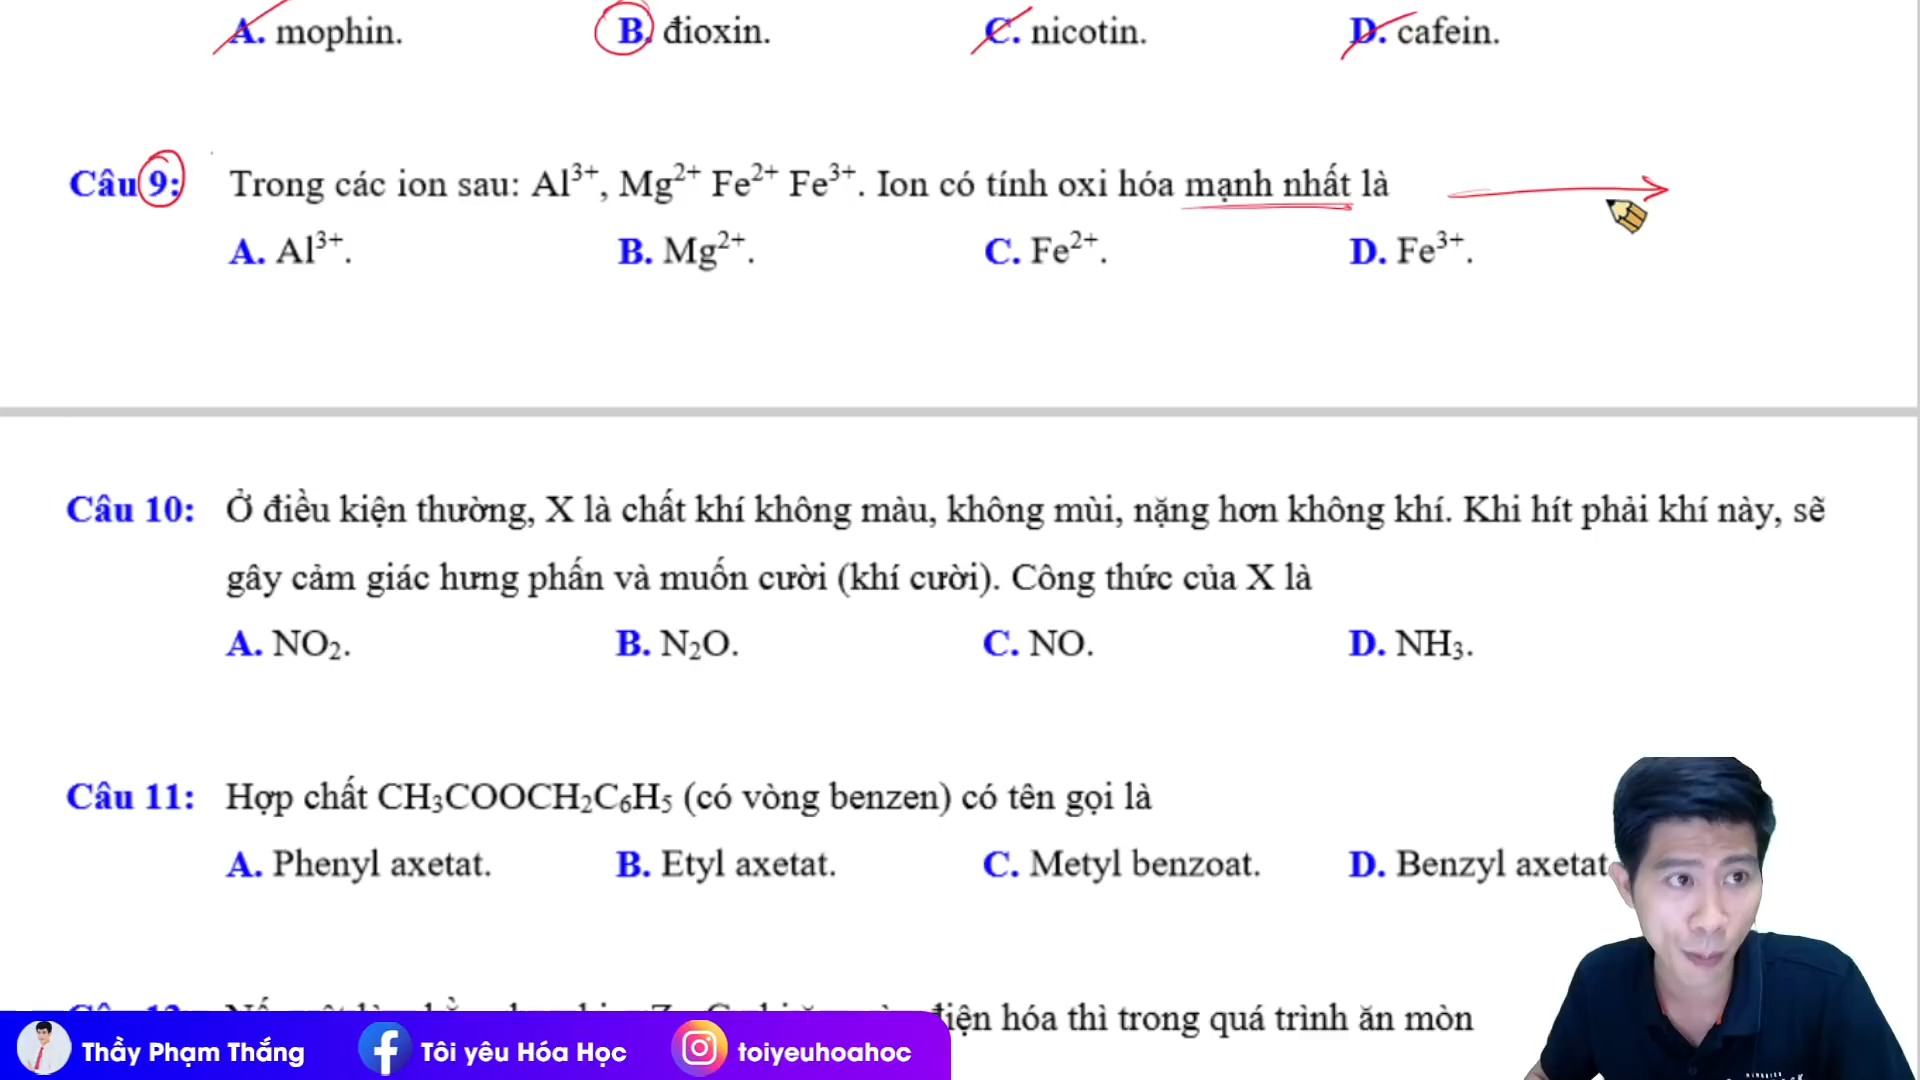 A. mophin. B. đioxin. C. nicotin. D. cafein.
Câu 9: Trong các ion sau: Al³⁺, Mg²⁺ Fe²⁺ Fe³⁺. Ion có tính oxi hóa mạnh nhất là
A. Al³⁺. B. Mg²⁺. C. Fe²⁺. D. Fe³⁺.
Câu 10: Ở điều kiện thường, X là chất khí không màu, không mùi, nặng hơn không khí. Khi hít phải khí này, sẽ
gây cảm giác hưng phấn và muốn cười (khí cười). Công thức của X là
A. NO₂. B. N₂O. C. NO. D. NH₃.
Câu 11: Hợp chất CH₃COOCH₂C₆H₅ (có vòng benzen) có tên gọi là
A. Phenyl axetat. B. Etyl axetat. C. Metyl benzoat. D. Benzyl axetat
điện hóa thì trong quá trình ăn mòn
Thầy Phạm Thắng Tôi yêu Hóa Học toiyeuhoahoc